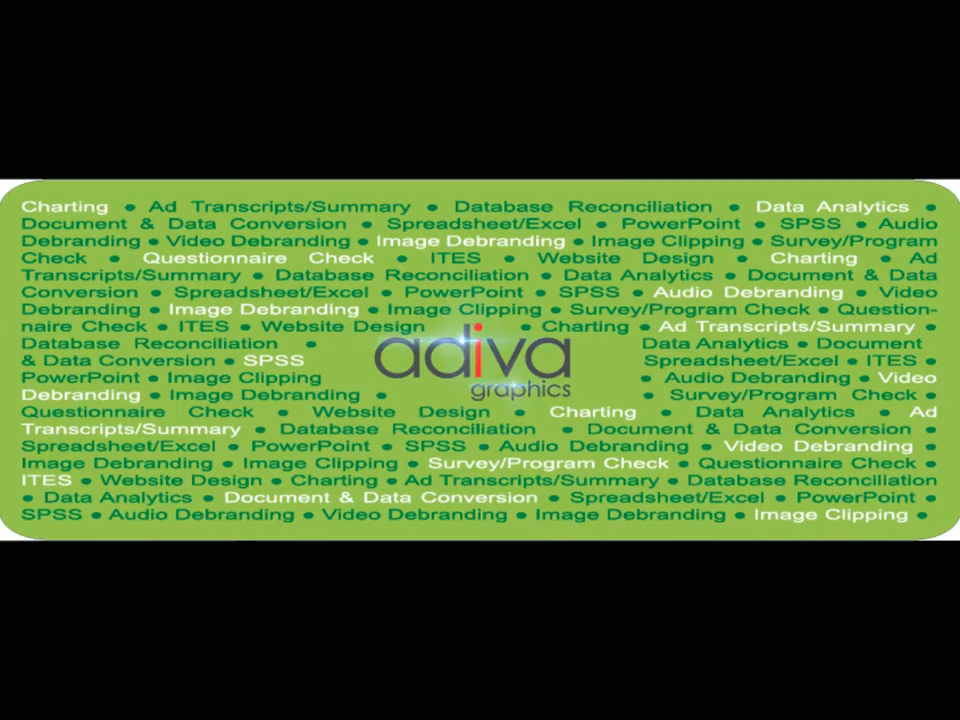 Charting ● Ad Transcripts/Summary ● Database Reconciliation ● Data Analytics ●
Document & Data Conversion ● Spreadsheet/Excel ● PowerPoint ● SPSS ● Audio
Debranding ● Video Debranding ● Image Debranding ● Image Clipping ● Survey/Program
Check ● Questionnaire Check ● ITES ● Website Design ● Charting ● Ad
Transcripts/Summary ● Database Reconciliation ● Data Analytics ● Document & Data
Conversion ● Spreadsheet/Excel ● PowerPoint ● SPSS ● Audio Debranding ● Video
Debranding ● Image Debranding ● Image Clipping ● Survey/Program Check ● Question-
naire Check ● ITES ● Website Design ● Charting ● Ad Transcripts/Summary ●
Database Reconciliation ● Data Analytics ● Document
& Data Conversion ● SPSS Spreadsheet/Excel ● ITES ●
adiva
PowerPoint ● Image Clipping ● Audio Debranding ● Video
graphics
Debranding ● Image Debranding ● ● Survey/Program Check ●
Questionnaire Check ● Website Design ● Charting ● Data Analytics ● Ad
Transcripts/Summary ● Database Reconciliation ● Document & Data Conversion ●
Spreadsheet/Excel ● PowerPoint ● SPSS ● Audio Debranding ● Video Debranding ●
Image Debranding ● Image Clipping ● Survey/Program Check ● Questionnaire Check ●
ITES ● Website Design ● Charting ● Ad Transcripts/Summary ● Database Reconciliation
● Data Analytics ● Document & Data Conversion ● Spreadsheet/Excel ● PowerPoint ●
SPSS ● Audio Debranding ● Video Debranding ● Image Debranding ● Image Clipping ●